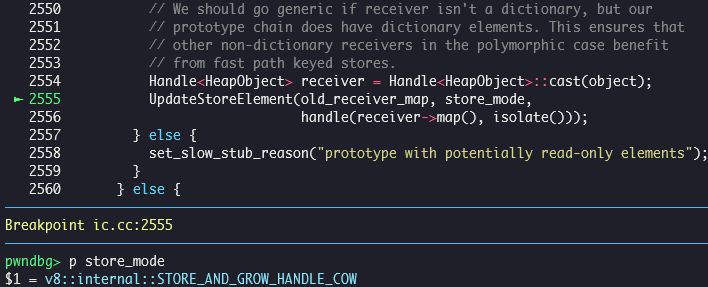 2550 // We should go generic if receiver isn't a dictionary, but our
2551 // prototype chain does have dictionary elements. This ensures that
2552 // other non-dictionary receivers in the polymorphic case benefit
2553 // from fast path keyed stores.
2554 Handle<HeapObject> receiver = Handle<HeapObject>::cast(object);
► 2555 UpdateStoreElement(old_receiver_map, store_mode,
2556 handle(receiver->map(), isolate()));
2557 } else {
2558 set_slow_stub_reason("prototype with potentially read-only elements");
2559 }
2560 } else {
Breakpoint ic.cc:2555
pwndbg> p store_mode
$1 = v8::internal::STORE_AND_GROW_HANDLE_COW